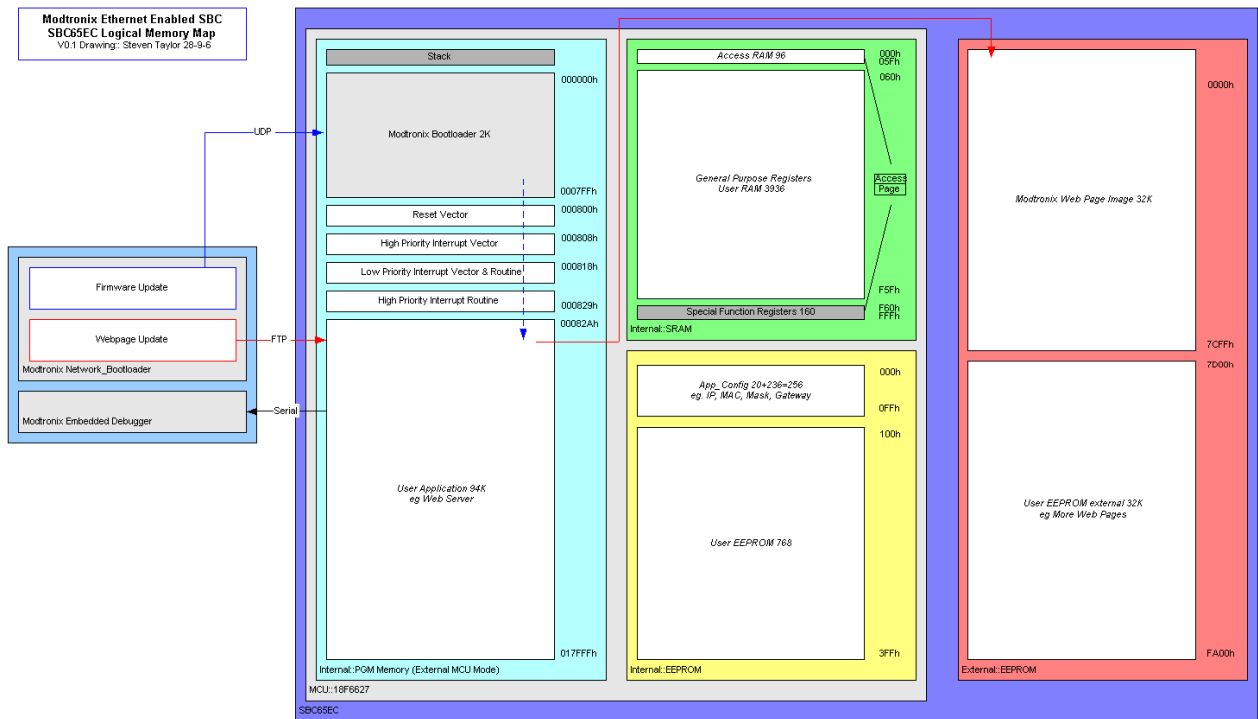 Modtronix Ethernet Enabled SBC
SBC65EC Logical Memory Map
V0.1 Drawing:: Steven Taylor 28-9-6
UDP
Firmware Update
Webpage Update
FTP
Modtronix Network_Bootloader
Serial
Modtronix Embedded Debugger
Stack
000000h
Modtronix Bootloader 2K
0007FFh
Reset Vector
000800h
High Priority Interrupt Vector
000808h
Low Priority Interrupt Vector & Routine
000818h
High Priority Interrupt Routine
000829h
00082Ah
User Application 94K
eg Web Server
017FFFh
Internal::PGM Memory (External MCU Mode)
MCU::18F6627
SBC65EC
Access RAM 96
000h
05Fh
060h
General Purpose Registers
User RAM 3936
Access
Page
F5Fh
Special Function Registers 160
F60h
FFFh
Internal::SRAM
000h
App_Config 20+236=256
eg. IP, MAC, Mask, Gateway
0FFh
100h
User EEPROM 768
3FFh
Internal::EEPROM
0000h
Modtronix Web Page Image 32K
7CFFh
7D00h
User EEPROM external 32K
eg More Web Pages
FA00h
External::EEPROM